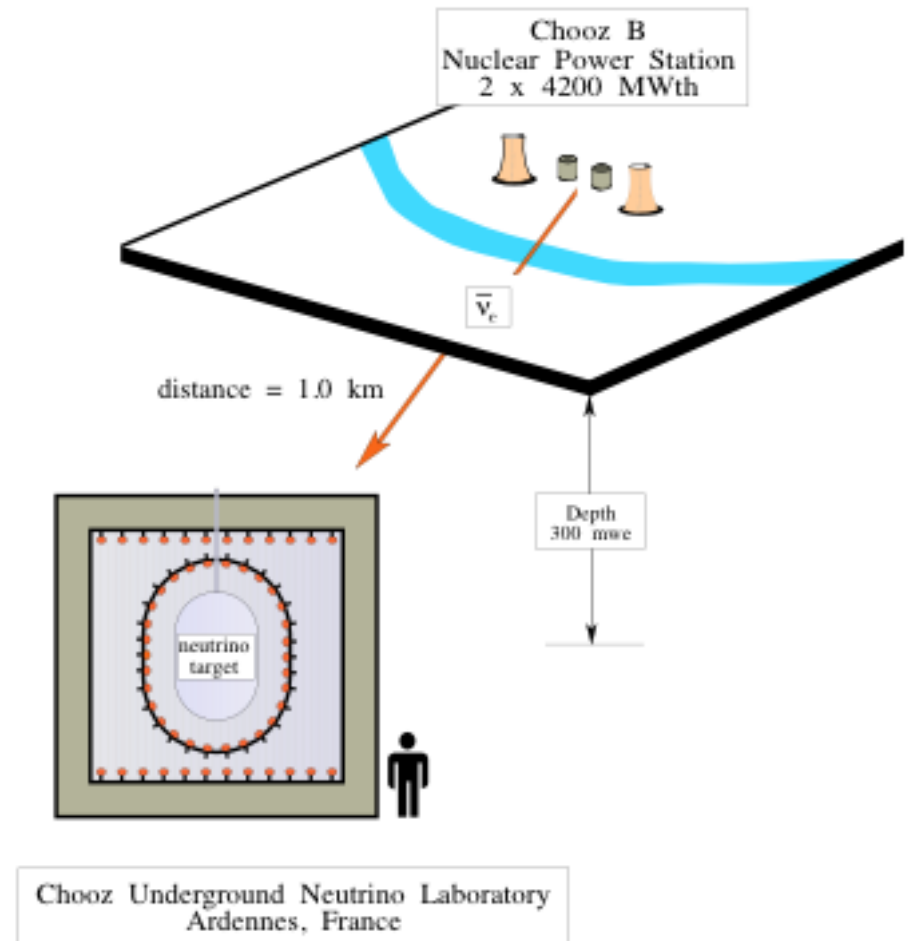 Chooz B
Nuclear Power Station
2 x 4200 MWth
ν̅e
distance = 1.0 km
Depth
300 mwe
neutrino
target
Chooz Underground Neutrino Laboratory
Ardennes, France